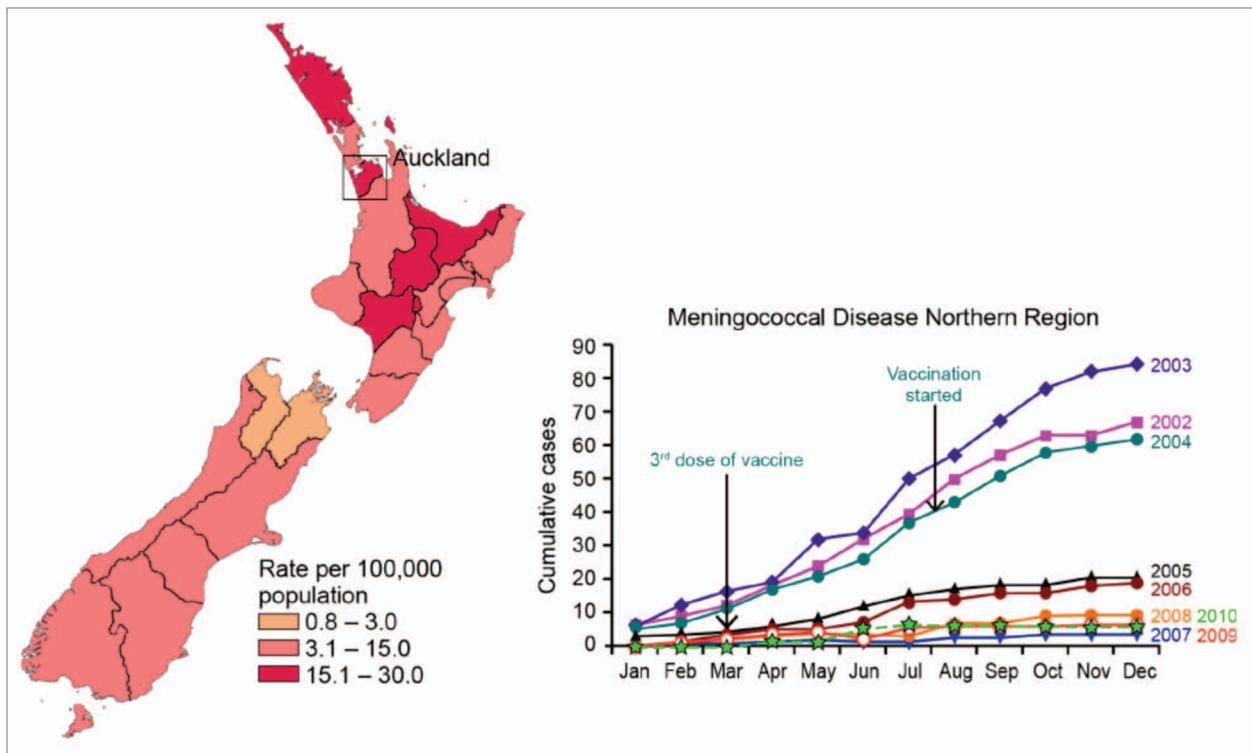 Auckland
Rate per 100,000
population
0.8 – 3.0
3.1 – 15.0
15.1 – 30.0
Meningococcal Disease Northern Region
Cumulative cases
90
80
70
60
50
40
30
20
10
0
Vaccination
started
3rd dose of vaccine
2003
2002
2004
2005
2006
2008 2010
2007 2009
Jan Feb Mar Apr May Jun Jul Aug Sep Oct Nov Dec